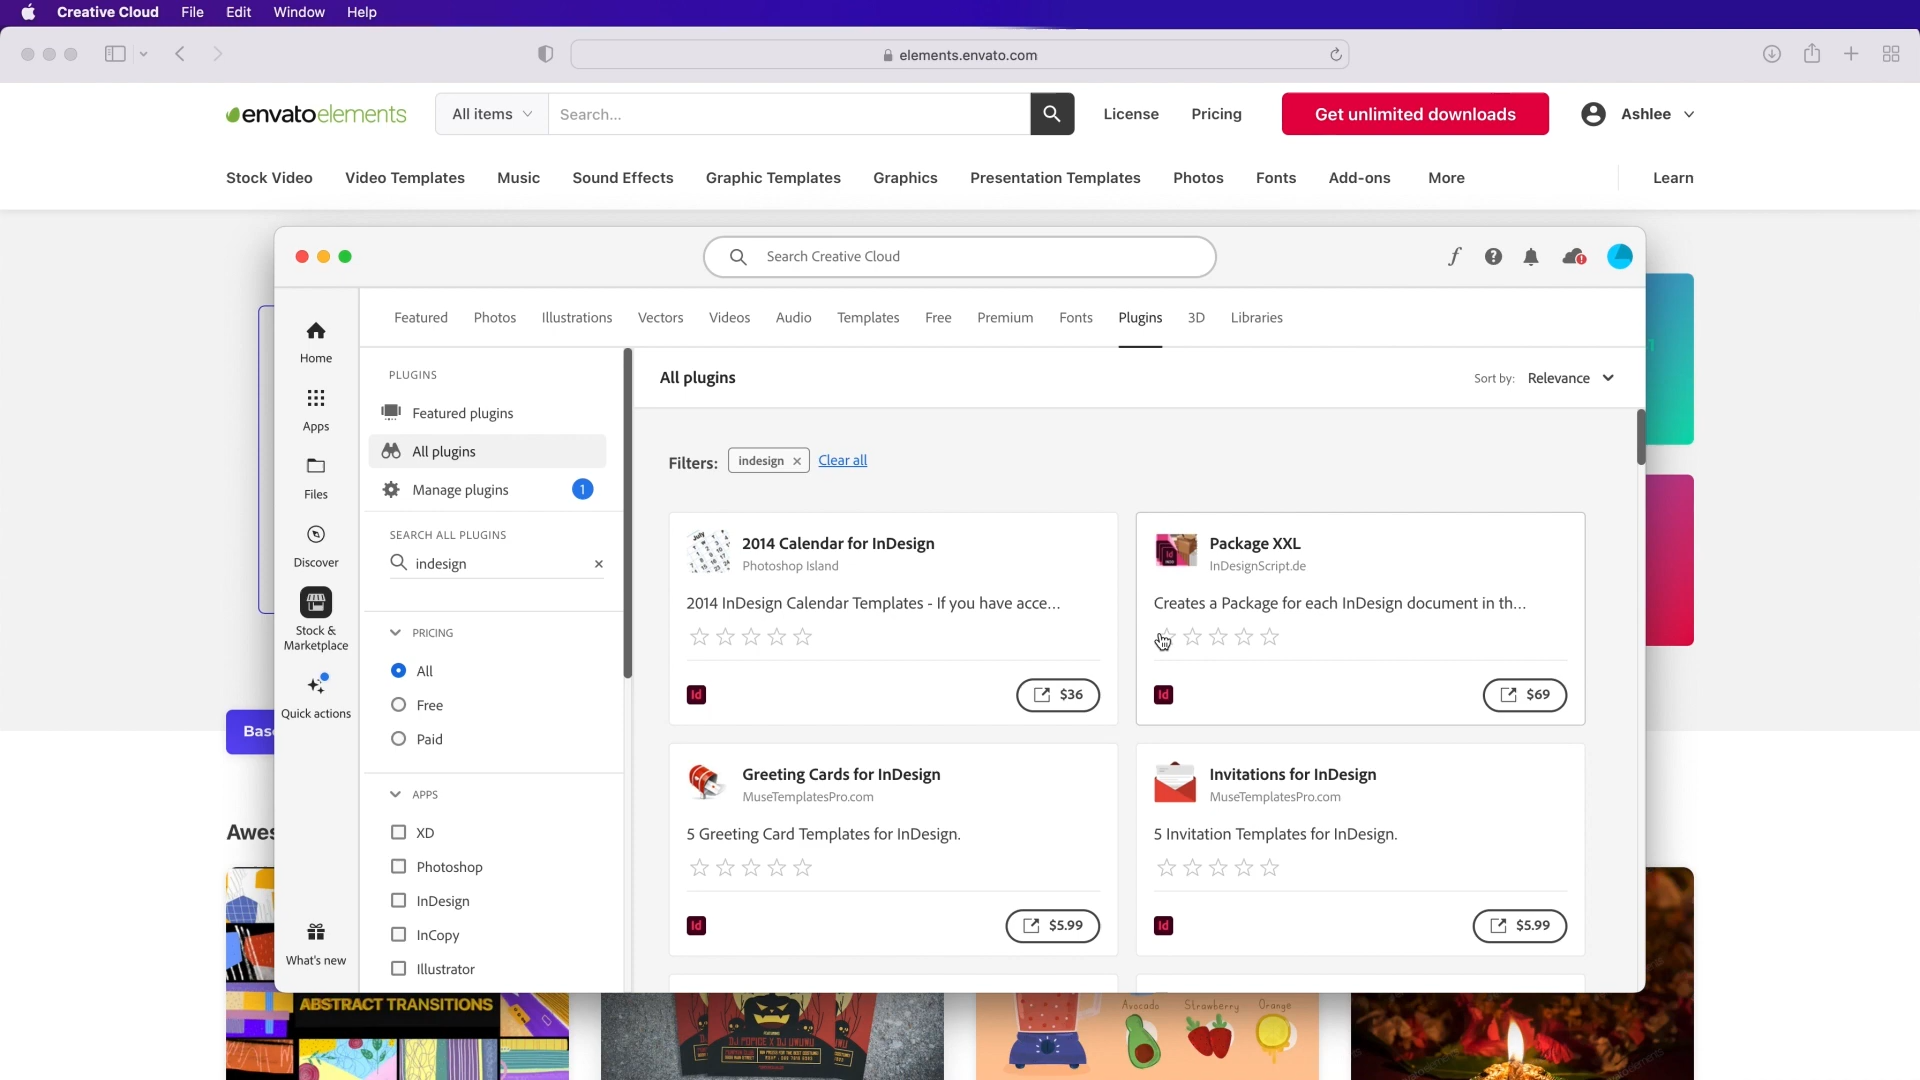 Creative Cloud File Edit Window Help
elements.envato.com
envatoelements All items Search... License Pricing Get unlimited downloads Ashlee
Stock Video Video Templates Music Sound Effects Graphic Templates Graphics Presentation Templates Photos Fonts Add-ons More Learn
Search Creative Cloud
Featured Photos Illustrations Vectors Videos Audio Templates Free Premium Fonts Plugins 3D Libraries
Home
Apps
Files
Discover
Stock &
Marketplace
Quick actions
What's new
PLUGINS
Featured plugins
All plugins
Manage plugins 1
SEARCH ALL PLUGINS
indesign
PRICING
All
Free
Paid
APPS
XD
Photoshop
InDesign
InCopy
Illustrator
All plugins
Sort by: Relevance
Filters: indesign Clear all
2014 Calendar for InDesign
Photoshop Island
2014 InDesign Calendar Templates - If you have acce...
Id $36
Package XXL
InDesignScript.de
Creates a Package for each InDesign document in th...
Id $69
Greeting Cards for InDesign
MuseTemplatesPro.com
5 Greeting Card Templates for InDesign.
Id $5.99
Invitations for InDesign
MuseTemplatesPro.com
5 Invitation Templates for InDesign.
Id $5.99
Base
Awes
ABSTRACT TRANSITIONS
Avocado Strawberry Orange